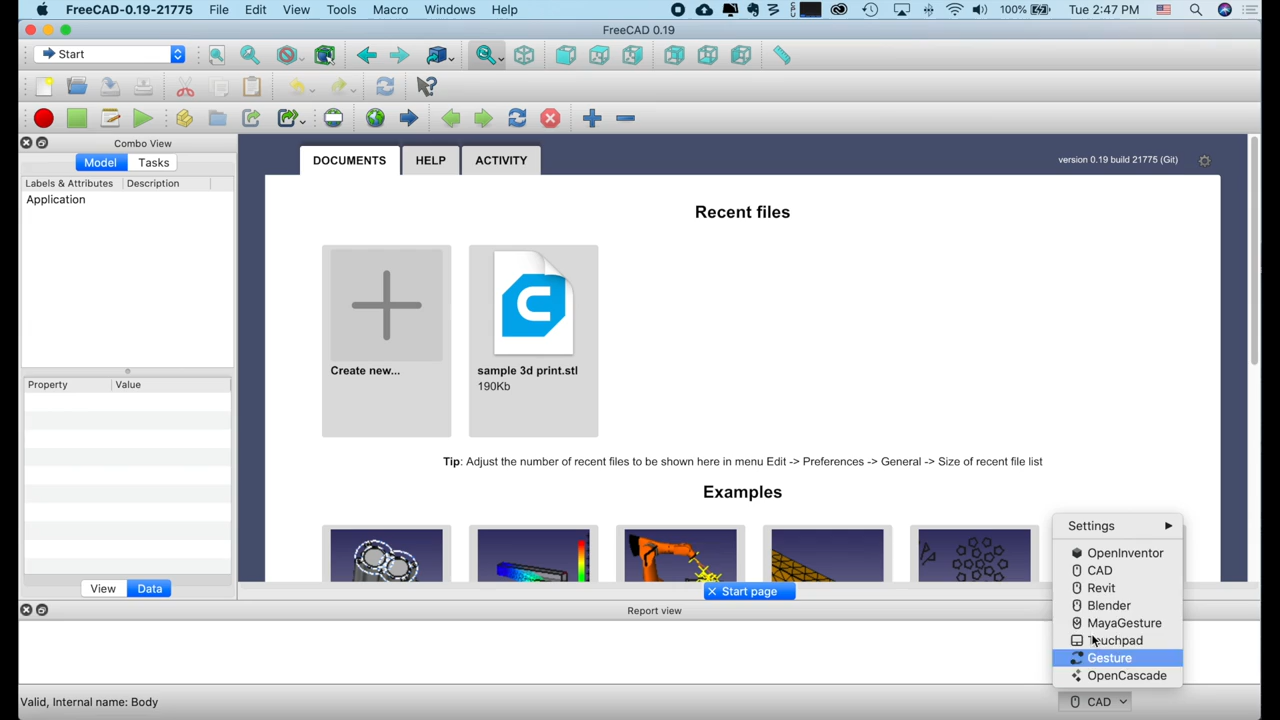 FreeCAD-0.19-21775 File Edit View Tools Macro Windows Help 100% Tue 2:47 PM
FreeCAD 0.19
Start
Combo View
Model Tasks
Labels & Attributes Description
Application
DOCUMENTS HELP ACTIVITY version 0.19 build 21775 (Git)
Recent files
Create new...
sample 3d print.stl
190Kb
Tip: Adjust the number of recent files to be shown here in menu Edit -> Preferences -> General -> Size of recent file list
Examples
Property Value
View Data
Start page
Report view
Settings
OpenInventor
CAD
Revit
Blender
MayaGesture
Touchpad
Gesture
OpenCascade
Valid, Internal name: Body
CAD